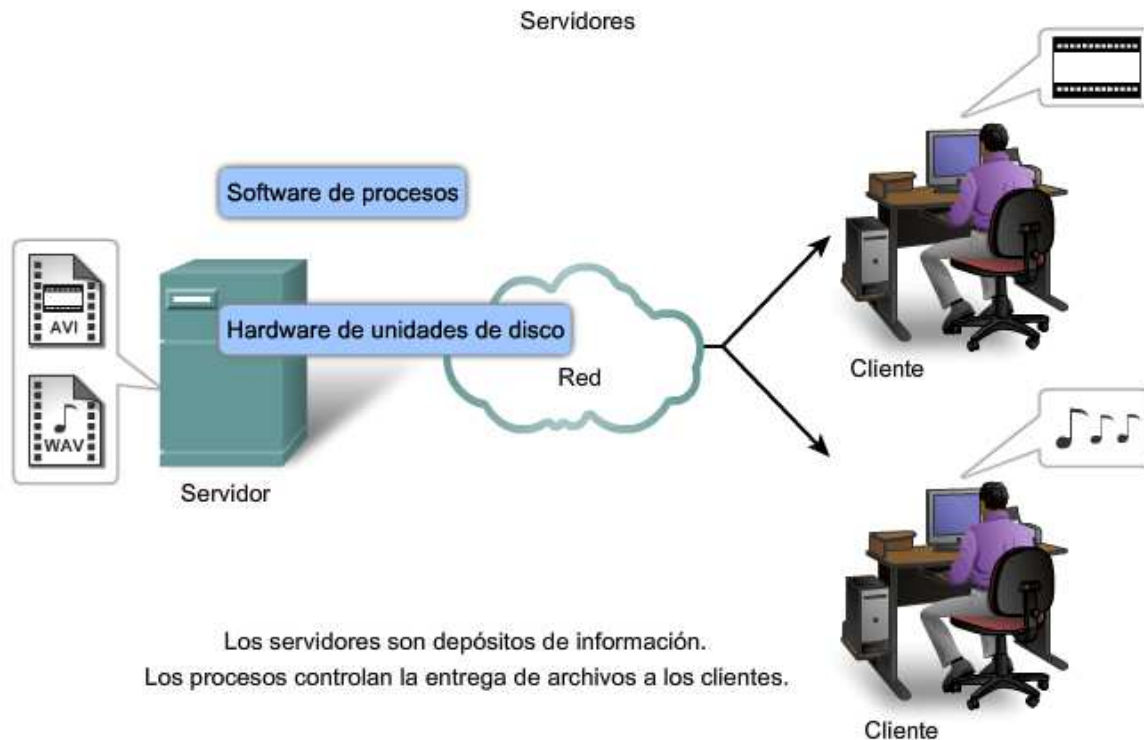 Servidores
Software de procesos
AVI
Hardware de unidades de disco
Red
Cliente
WAV
Servidor
Los servidores son depósitos de información.
Los procesos controlan la entrega de archivos a los clientes.
Cliente